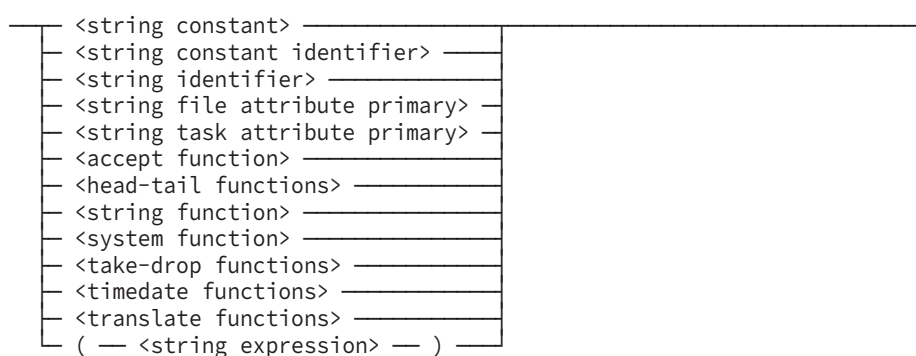 <string constant>
<string constant identifier>
<string identifier>
<string file attribute primary>
<string task attribute primary>
<accept function>
<head-tail functions>
<string function>
<system function>
<take-drop functions>
<timedate functions>
<translate functions>
( — <string expression> — )